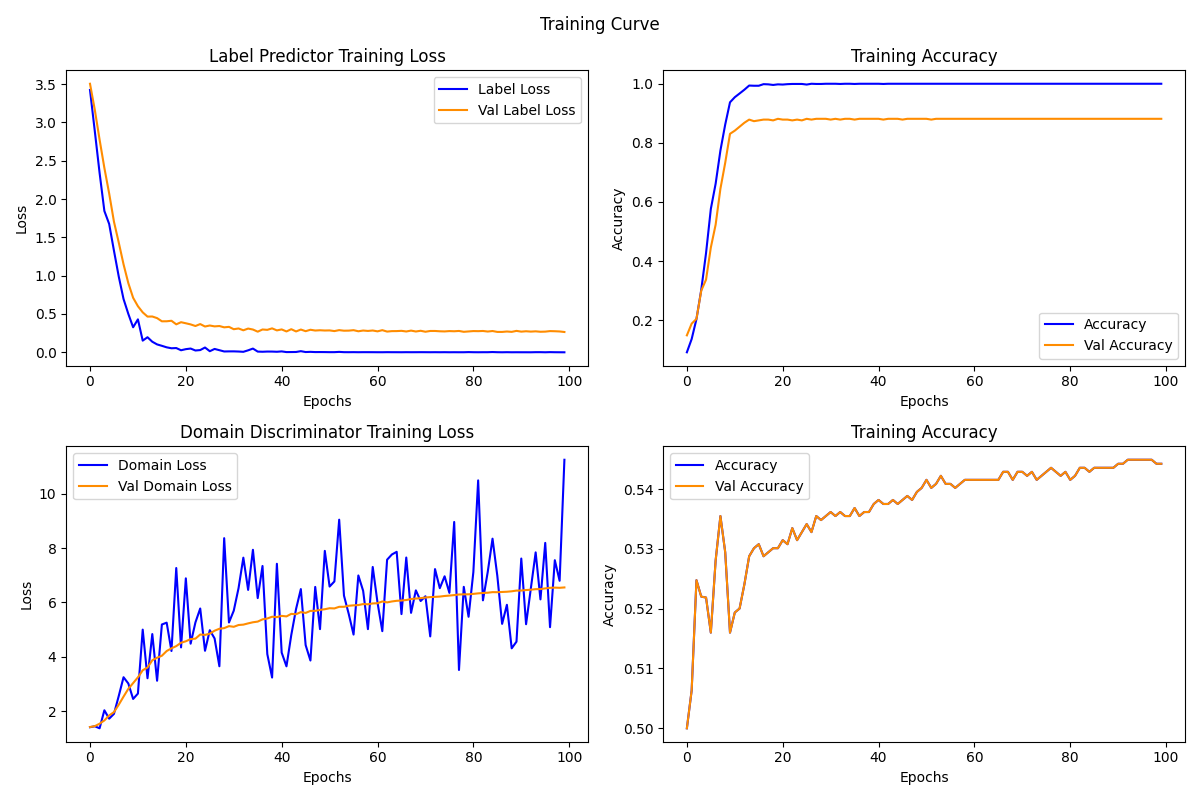 Training Curve
Label Predictor Training Loss
3.5
3.0
2.5
2.0
1.5
1.0
0.5
0.0
Loss
Label Loss
Val Label Loss
0 20 40 60 80 100
Epochs
Training Accuracy
1.0
0.8
0.6
0.4
0.2
Accuracy
Accuracy
Val Accuracy
0 20 40 60 80 100
Epochs
Domain Discriminator Training Loss
10
8
6
4
2
Loss
Domain Loss
Val Domain Loss
0 20 40 60 80 100
Epochs
Training Accuracy
0.54
0.53
0.52
0.51
0.50
Accuracy
Accuracy
Val Accuracy
0 20 40 60 80 100
Epochs